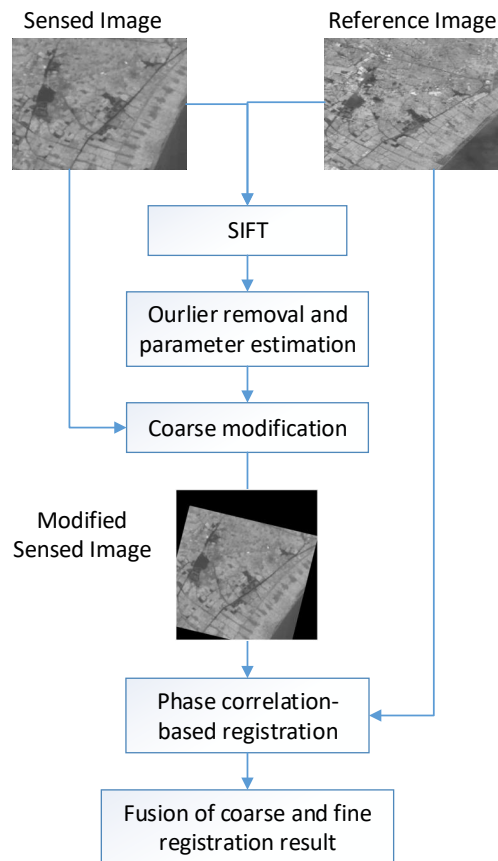 Sensed Image
Reference Image
SIFT
Ourlier removal and
parameter estimation
Coarse modification
Modified
Sensed Image
Phase correlation-
based registration
Fusion of coarse and fine
registration result